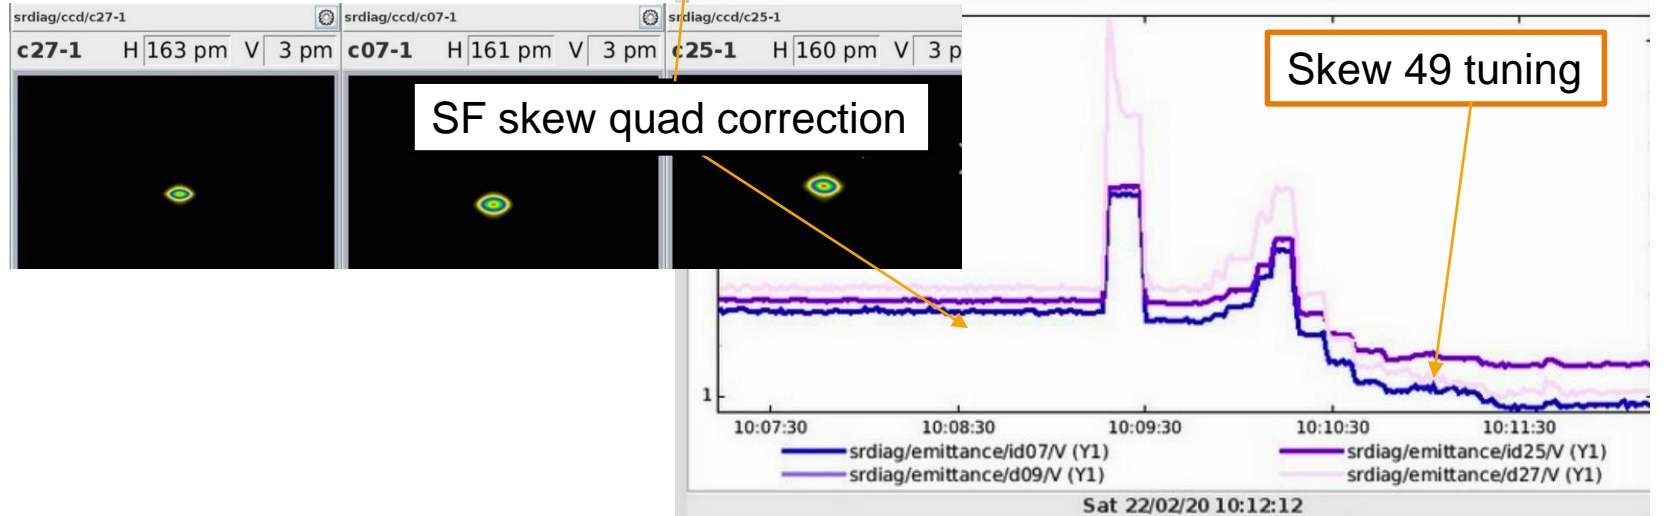 srdiag/ccd/c27-1
srdiag/ccd/c07-1
srdiag/ccd/c25-1
c27-1 H 163 pm V 3 pm
c07-1 H 161 pm V 3 pm
c25-1 H 160 pm V 3 p
SF skew quad correction
Skew 49 tuning
1
10:07:30 10:08:30 10:09:30 10:10:30 10:11:30
srdiag/emittance/id07/V (Y1)
srdiag/emittance/id25/V (Y1)
srdiag/emittance/d09/V (Y1)
srdiag/emittance/d27/V (Y1)
Sat 22/02/20 10:12:12